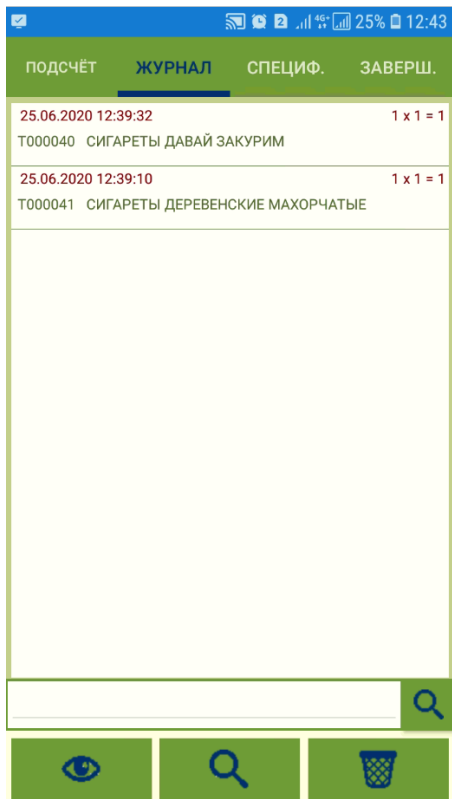 2 4G+ 25% 12:43
ПОДСЧЁТ ЖУРНАЛ СПЕЦИФ. ЗАВЕРШ.
25.06.2020 12:39:32 1 x 1 = 1
T000040 СИГАРЕТЫ ДАВАЙ ЗАКУРИМ
25.06.2020 12:39:10 1 x 1 = 1
T000041 СИГАРЕТЫ ДЕРЕВЕНСКИЕ МАХОРЧАТЫЕ